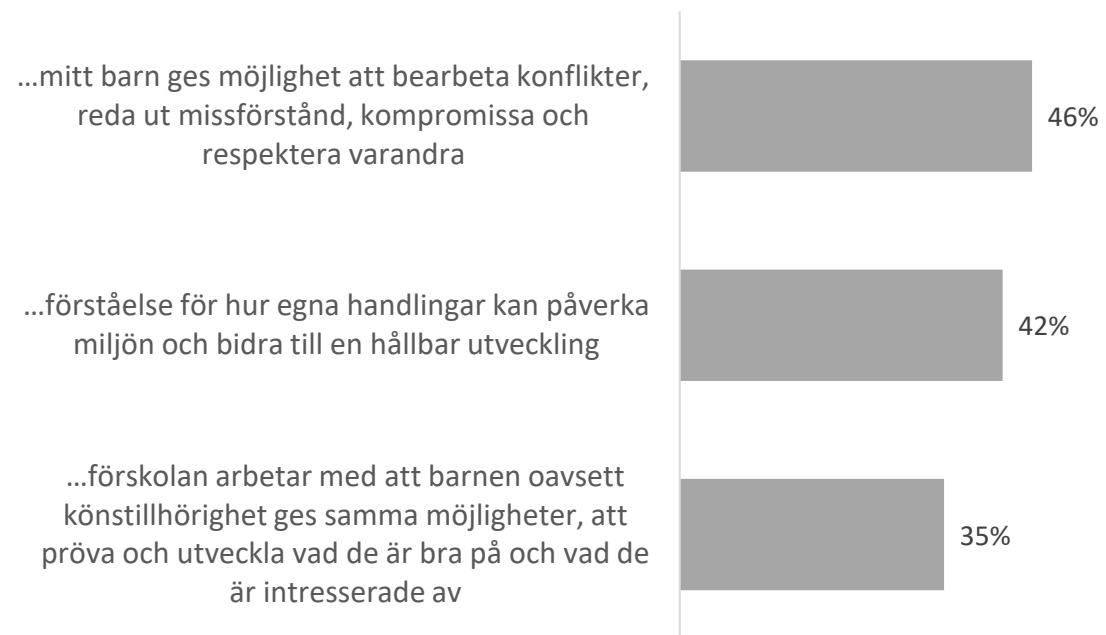 ...mitt barn ges möjlighet att bearbeta konflikter,
reda ut missförstånd, kompromissa och
respektera varandra
46%
...förståelse för hur egna handlingar kan påverka
miljön och bidra till en hållbar utveckling
42%
...förskolan arbetar med att barnen oavsett
könstillhörighet ges samma möjligheter, att
pröva och utveckla vad de är bra på och vad de
är intresserade av
35%